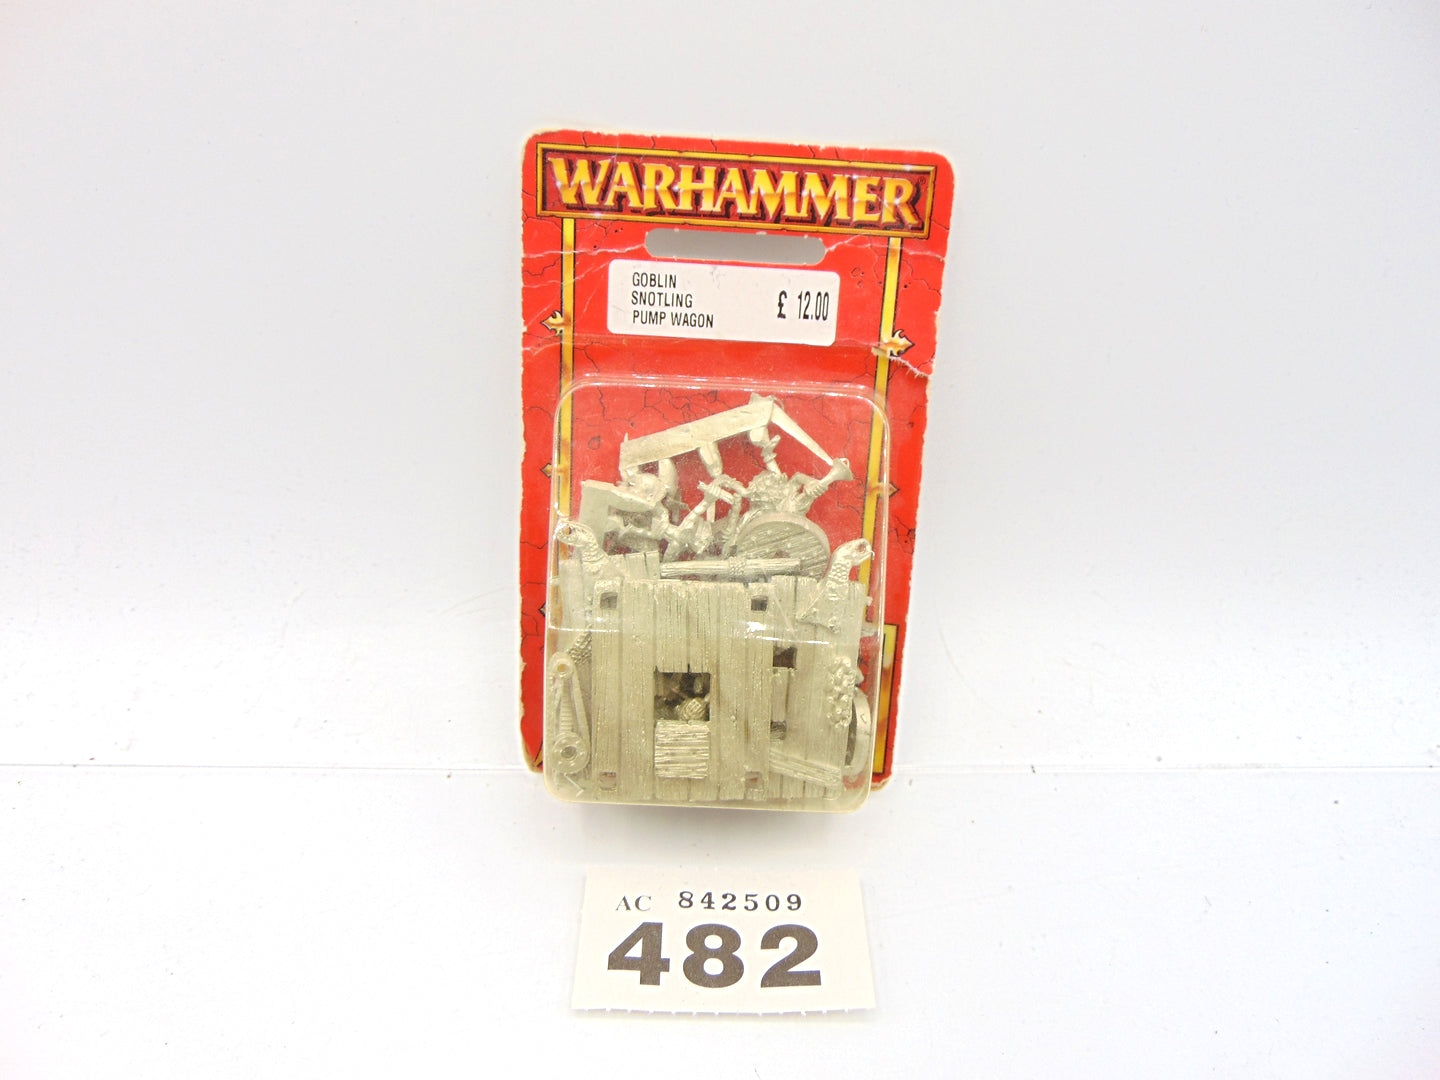 WARHAMMER®
GOBLIN
SNOTLING
PUMP WAGON
£ 12.00
AC 842509
482